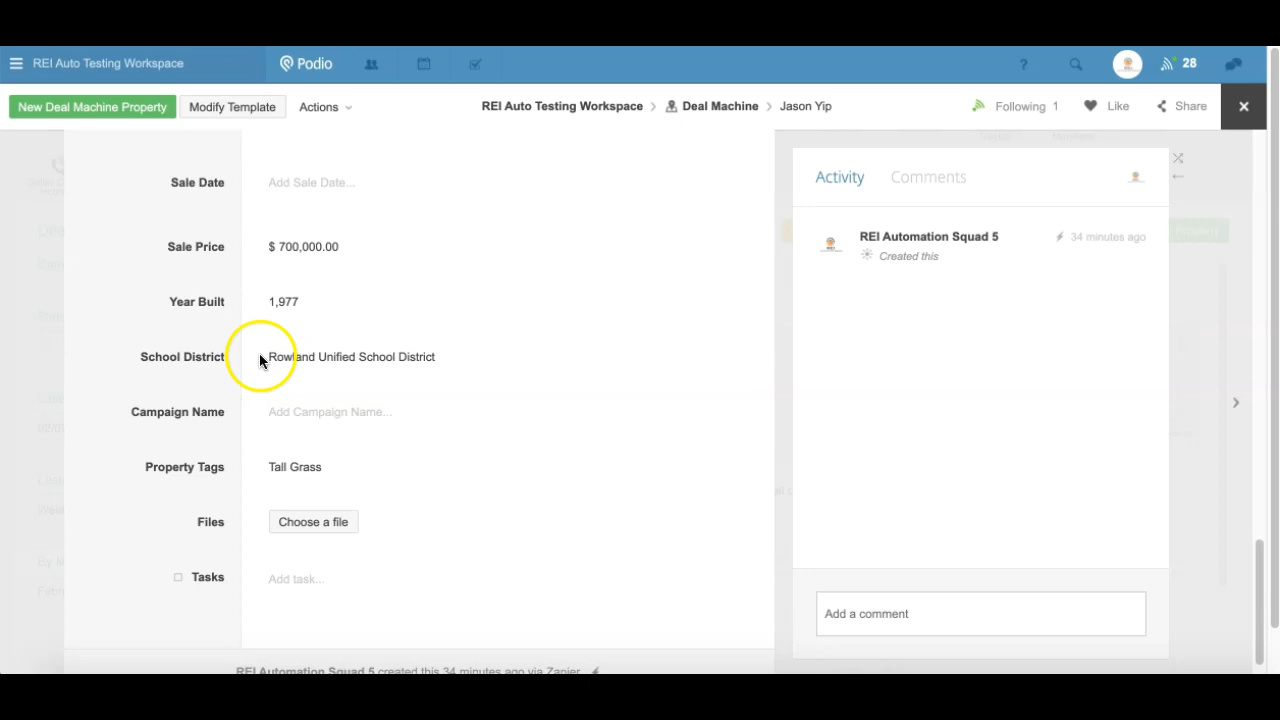 REI Auto Testing Workspace
Podio
?
28
New Deal Machine Property
Modify Template
Actions
REI Auto Testing Workspace > Deal Machine > Jason Yip
Following 1
Like
Share
Sale Date
Add Sale Date...
Sale Price
$ 700,000.00
Year Built
1,977
School District
Rowland Unified School District
Campaign Name
Add Campaign Name...
Property Tags
Tall Grass
Files
Choose a file
Tasks
Add task...
REI Automation Squad 5 created this 34 minutes ago via Zapier
Activity
Comments
REI Automation Squad 5
34 minutes ago
Created this
Add a comment